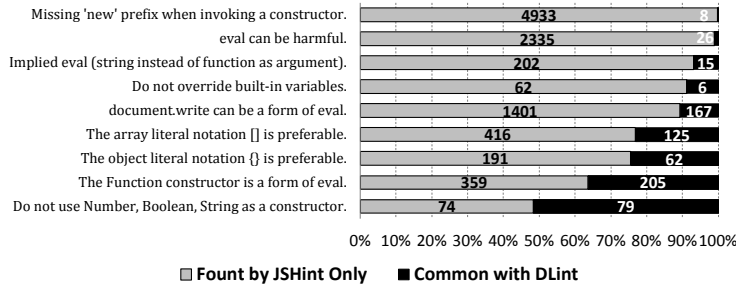 Missing 'new' prefix when invoking a constructor. 4933 8
eval can be harmful. 2335 26
Implied eval (string instead of function as argument). 202 15
Do not override built-in variables. 62 6
document.write can be a form of eval. 1401 167
The array literal notation [] is preferable. 416 125
The object literal notation {} is preferable. 191 62
The Function constructor is a form of eval. 359 205
Do not use Number, Boolean, String as a constructor. 74 79
0% 10% 20% 30% 40% 50% 60% 70% 80% 90% 100%
Fount by JSHint Only Common with DLint